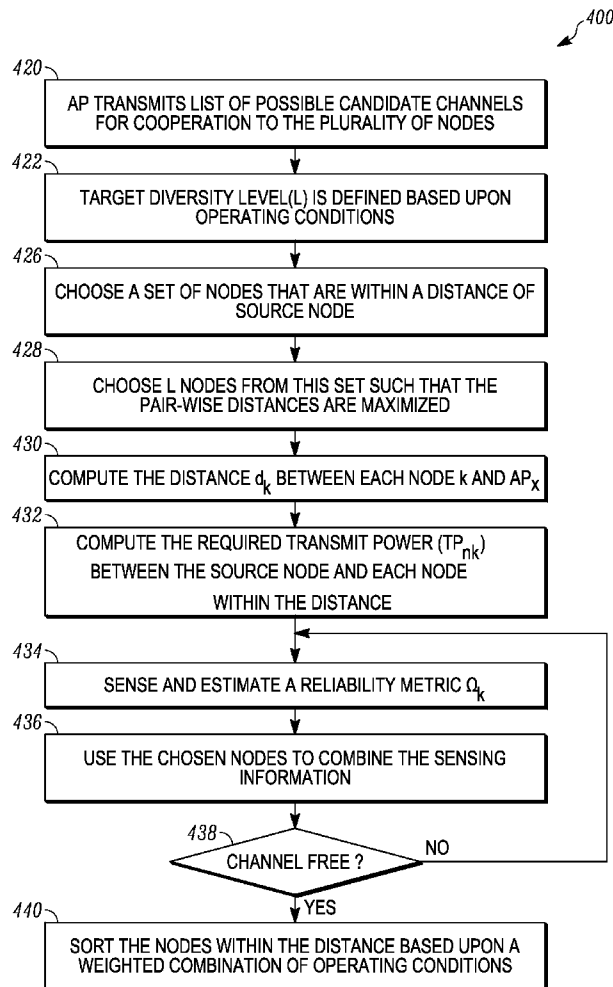 400
420
AP TRANSMITS LIST OF POSSIBLE CANDIDATE CHANNELS
FOR COOPERATION TO THE PLURALITY OF NODES
422
TARGET DIVERSITY LEVEL(L) IS DEFINED BASED UPON
OPERATING CONDITIONS
426
CHOOSE A SET OF NODES THAT ARE WITHIN A DISTANCE OF
SOURCE NODE
428
CHOOSE L NODES FROM THIS SET SUCH THAT THE
PAIR-WISE DISTANCES ARE MAXIMIZED
430
COMPUTE THE DISTANCE dk BETWEEN EACH NODE k AND APx
432
COMPUTE THE REQUIRED TRANSMIT POWER (TPnk)
BETWEEN THE SOURCE NODE AND EACH NODE
WITHIN THE DISTANCE
434
SENSE AND ESTIMATE A RELIABILITY METRIC Ωk
436
USE THE CHOSEN NODES TO COMBINE THE SENSING
INFORMATION
438
CHANNEL FREE ?
NO
YES
440
SORT THE NODES WITHIN THE DISTANCE BASED UPON A
WEIGHTED COMBINATION OF OPERATING CONDITIONS